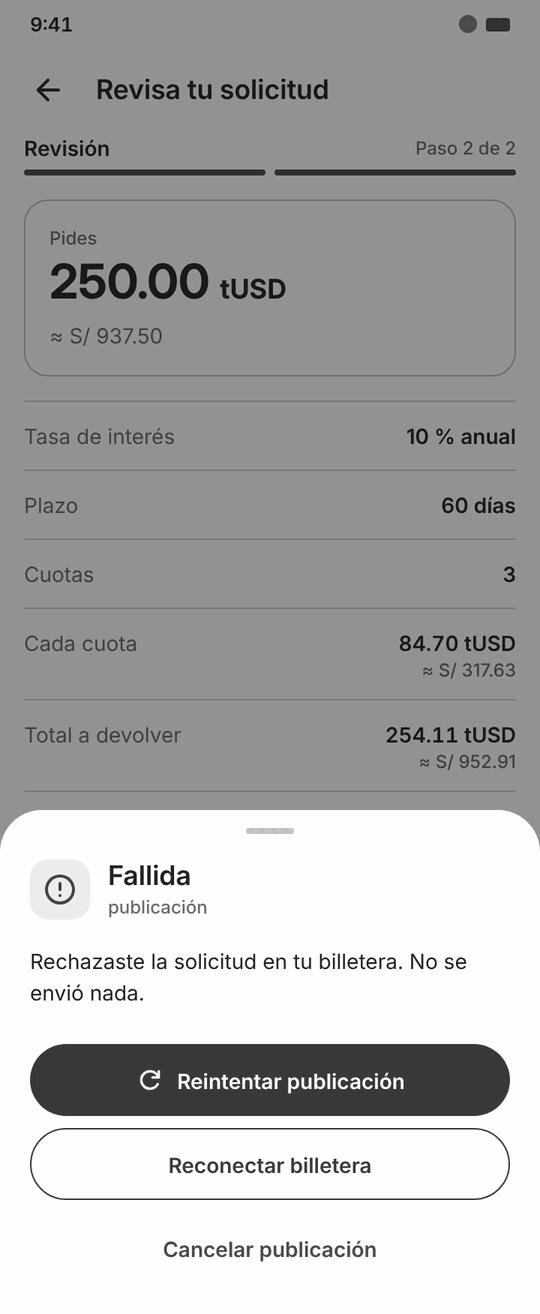 9:41
Revisa tu solicitud
Revisión
Paso 2 de 2
Pides
250.00 tUSD
≈ S/ 937.50
Tasa de interés
10 % anual
Plazo
60 días
Cuotas
3
Cada cuota
84.70 tUSD
≈ S/ 317.63
Total a devolver
254.11 tUSD
≈ S/ 952.91
Fallida
publicación
Rechazaste la solicitud en tu billetera. No se
envió nada.
Reintentar publicación
Reconectar billetera
Cancelar publicación